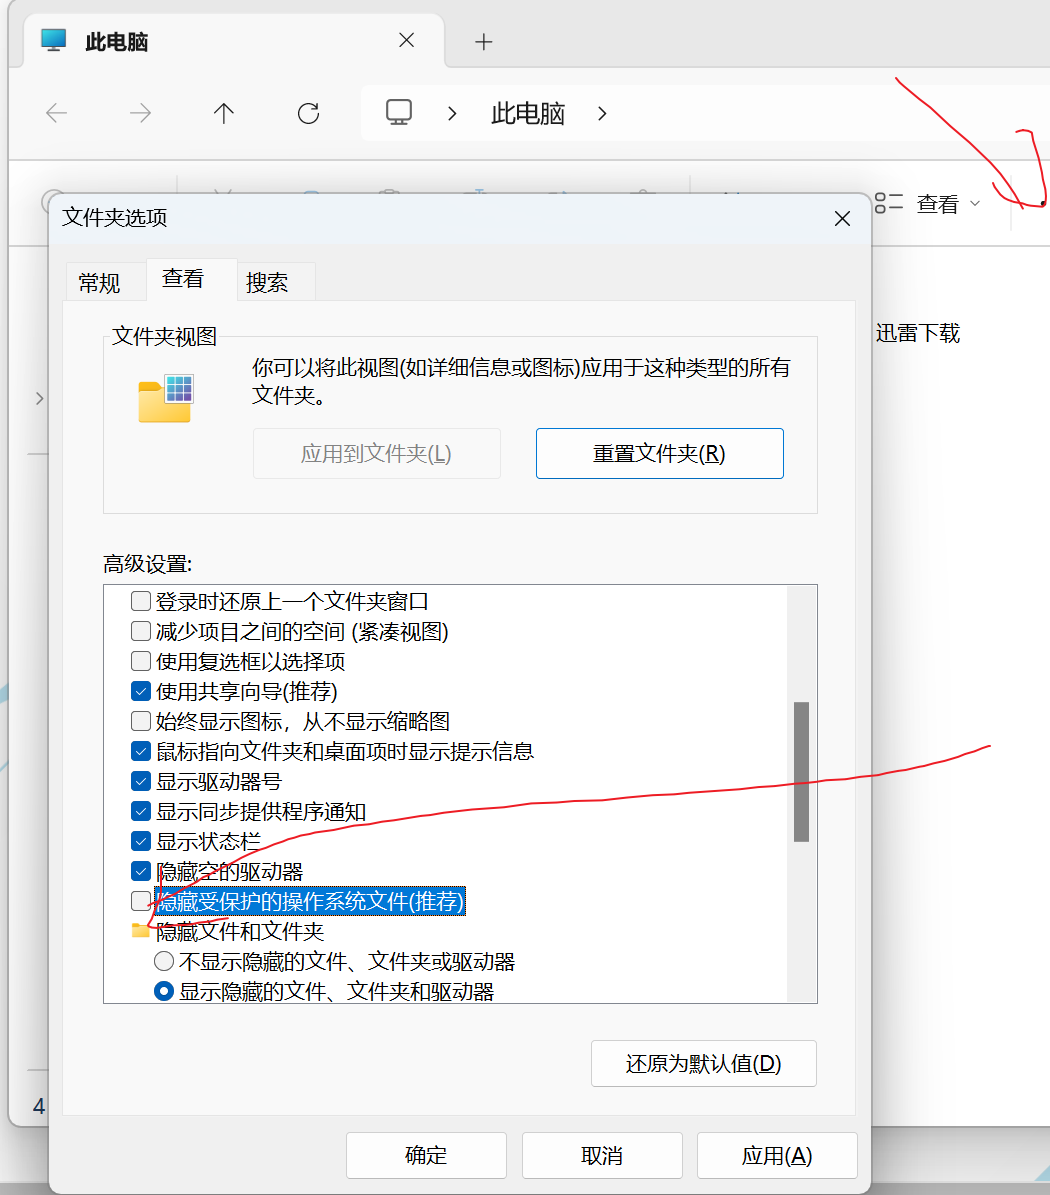 此电脑
此电脑
查看
文件夹选项
常规
查看
搜索
迅雷下载
文件夹视图
你可以将此视图(如详细信息或图标)应用于这种类型的所有
文件夹。
应用到文件夹(L)
重置文件夹(R)
高级设置:
登录时还原上一个文件夹窗口
减少项目之间的空间 (紧凑视图)
使用复选框以选择项
使用共享向导(推荐)
始终显示图标，从不显示缩略图
鼠标指向文件夹和桌面项时显示提示信息
显示驱动器号
显示同步提供程序通知
显示状态栏
隐藏空的驱动器
隐藏受保护的操作系统文件(推荐)
隐藏文件和文件夹
不显示隐藏的文件、文件夹或驱动器
显示隐藏的文件、文件夹和驱动器
还原为默认值(D)
4
确定
取消
应用(A)